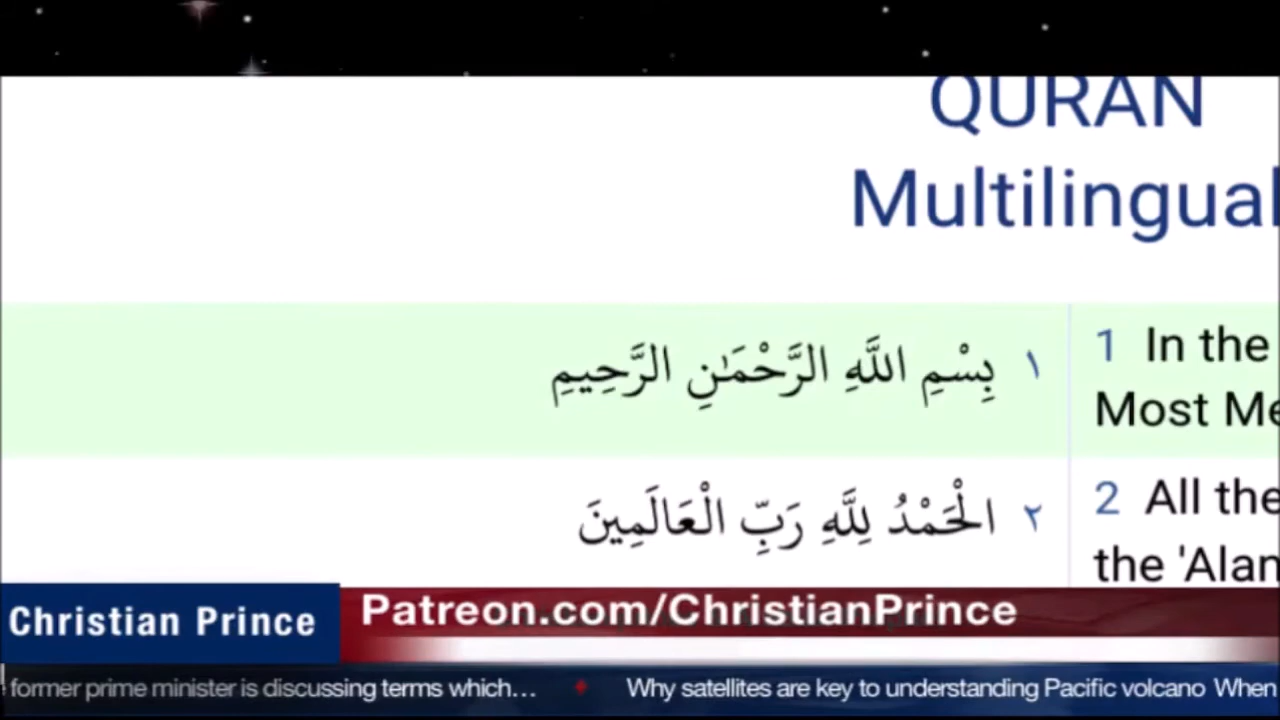 QURAN
Multilingual
بِسْمِ اللَّهِ الرَّحْمَٰنِ الرَّحِيمِ ١
1 In the
Most Me
الْحَمْدُ لِلَّهِ رَبِّ الْعَالَمِينَ ٢
2 All the
the 'Alan
Christian Prince
Patreon.com/ChristianPrince
former prime minister is discussing terms which... ♦ Why satellites are key to understanding Pacific volcano When